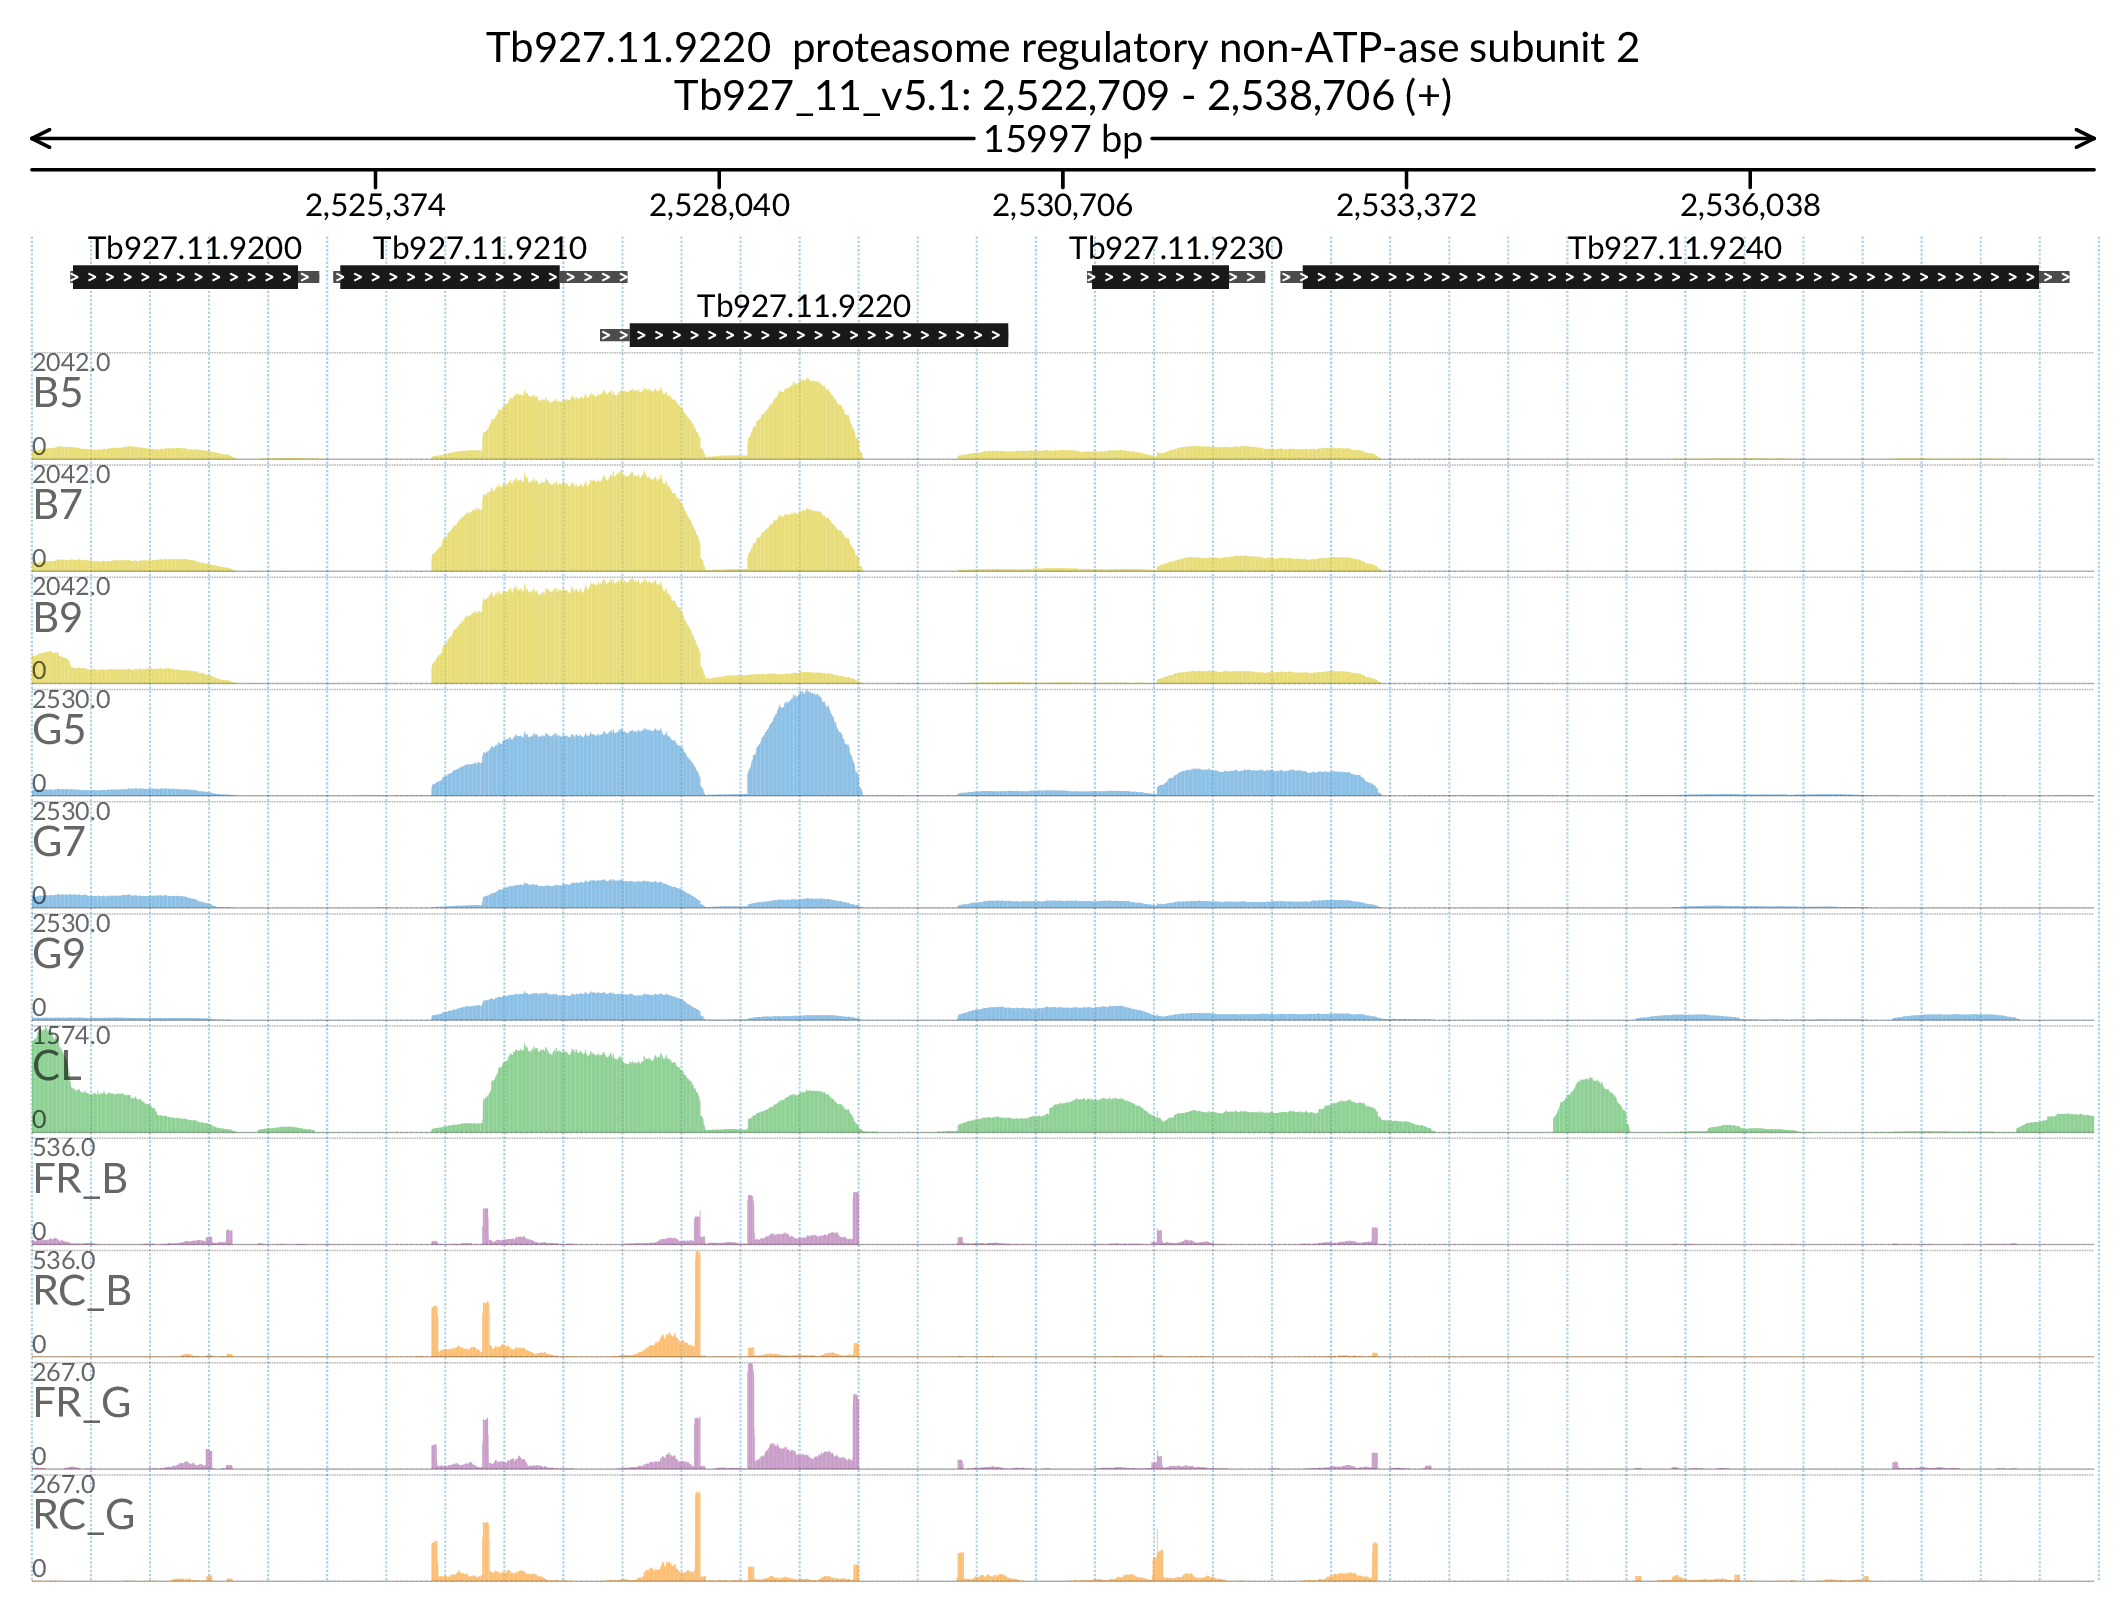 Tb927.11.9220  proteasome regulatory non-ATP-ase subunit 2
Tb927_11_v5.1: 2,522,709 - 2,538,706 (+)
15997 bp
2,525,374 2,528,040 2,530,706 2,533,372 2,536,038
Tb927.11.9200 Tb927.11.9210 Tb927.11.9230 Tb927.11.9240
Tb927.11.9220
2042.0
B5
0
2042.0
B7
0
2042.0
B9
0
2530.0
G5
0
2530.0
G7
0
2530.0
G9
0
1574.0
CL
0
536.0
FR_B
0
536.0
RC_B
0
267.0
FR_G
0
267.0
RC_G
0